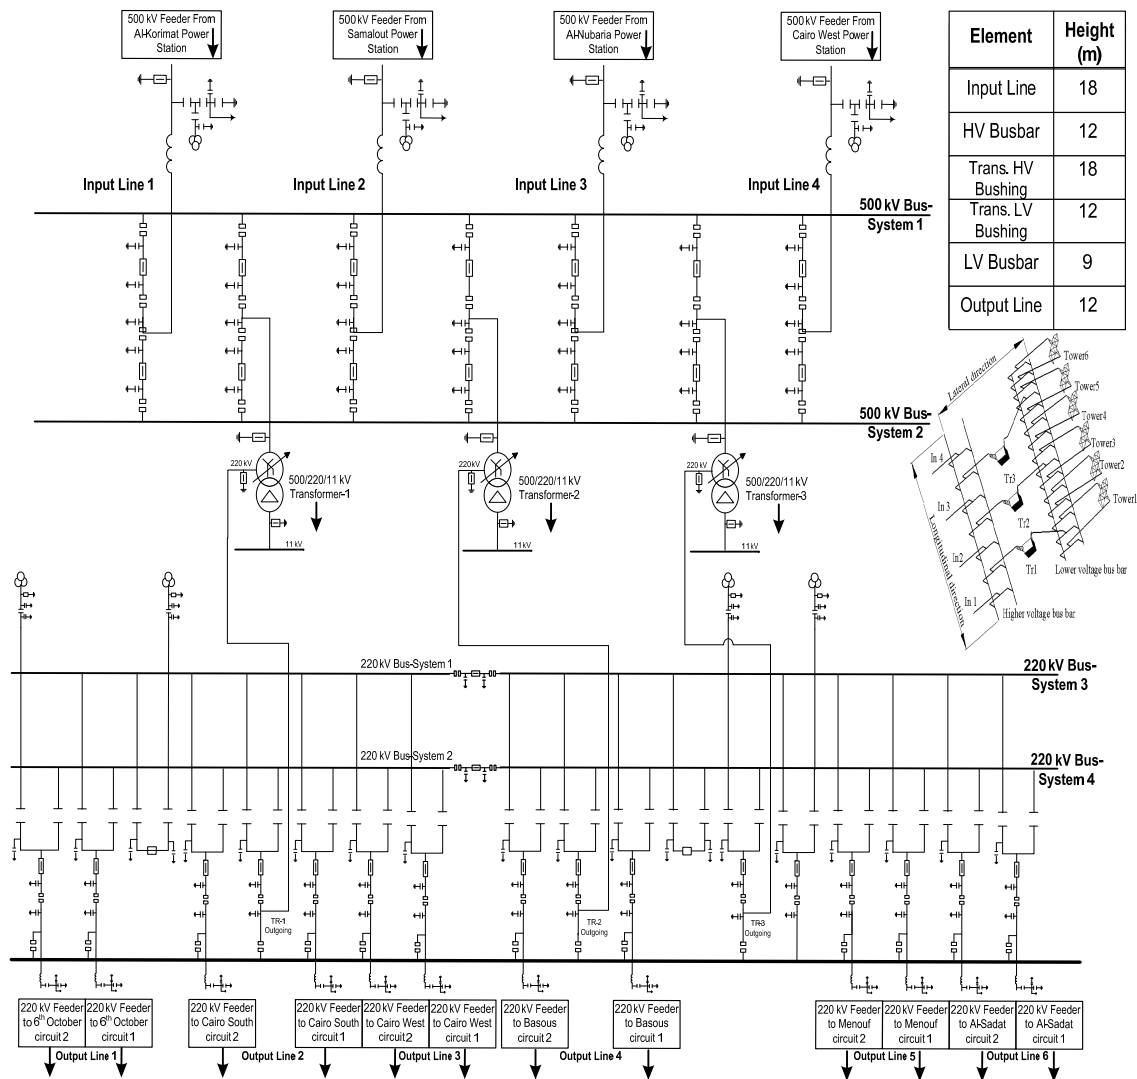 500 kV Feeder From
Al-Korimat Power
Station
500 kV Feeder From
Samalout Power
Station
500 kV Feeder From
Al-Nubaria Power
Station
500 kV Feeder From
Cairo West Power
Station
Element Height
(m)
Input Line 18
HV Busbar 12
Trans. HV
Bushing 18
Trans. LV
Bushing 12
LV Busbar 9
Output Line 12
Input Line 1
Input Line 2
Input Line 3
Input Line 4
500 kV Bus-
System 1
500 kV Bus-
System 2
Lateral direction
Longitudinal direction
Tower6
Tower5
Tower4
Tower3
Tower2
Tower1
In 4
In 3
In2
In 1
Tr3
Tr2
Tr1
Lower voltage bus bar
Higher voltage bus bar
220 kV
500/220/11 kV
Transformer-1
11 kV
220 kV
500/220/11 kV
Transformer-2
11 kV
220 kV
500/220/11 kV
Transformer-3
11 kV
220 kV Bus-System 1
220 kV Bus-
System 3
220 kV Bus-System 2
220 kV Bus-
System 4
TR-1
Outgoing
TR-2
Outgoing
TR-3
Outgoing
220 kV Feeder
to 6th October
circuit 2
220 kV Feeder
to 6th October
circuit 1
220 kV Feeder
to Cairo South
circuit 2
220 kV Feeder
to Cairo South
circuit 1
220 kV Feeder
to Cairo West
circuit 2
220 kV Feeder
to Cairo West
circuit 1
220 kV Feeder
to Basous
circuit 2
220 kV Feeder
to Basous
circuit 1
220 kV Feeder
to Menouf
circuit 2
220 kV Feeder
to Menouf
circuit 1
220 kV Feeder
to Al-Sadat
circuit 2
220 kV Feeder
to Al-Sadat
circuit 1
Output Line 1
Output Line 2
Output Line 3
Output Line 4
Output Line 5
Output Line 6